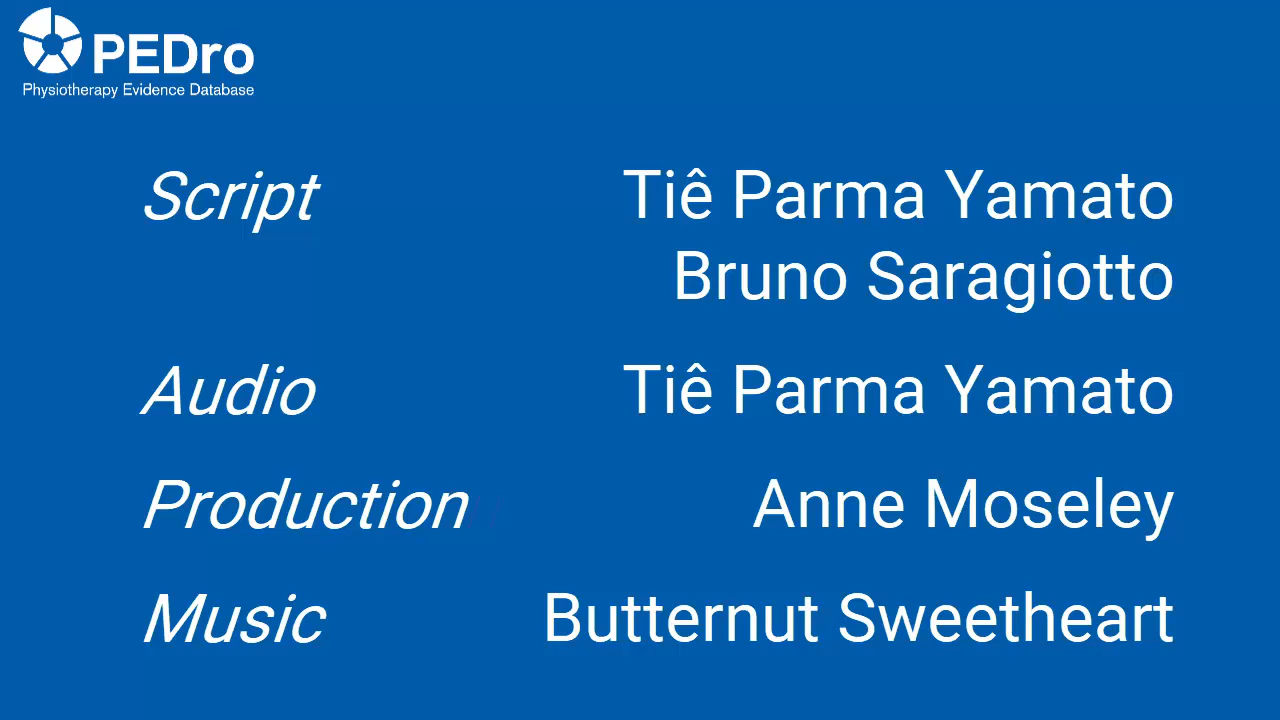 PEDro
Physiotherapy Evidence Database
Script Tiê Parma Yamato
Bruno Saragiotto
Audio Tiê Parma Yamato
Production Anne Moseley
Music Butternut Sweetheart